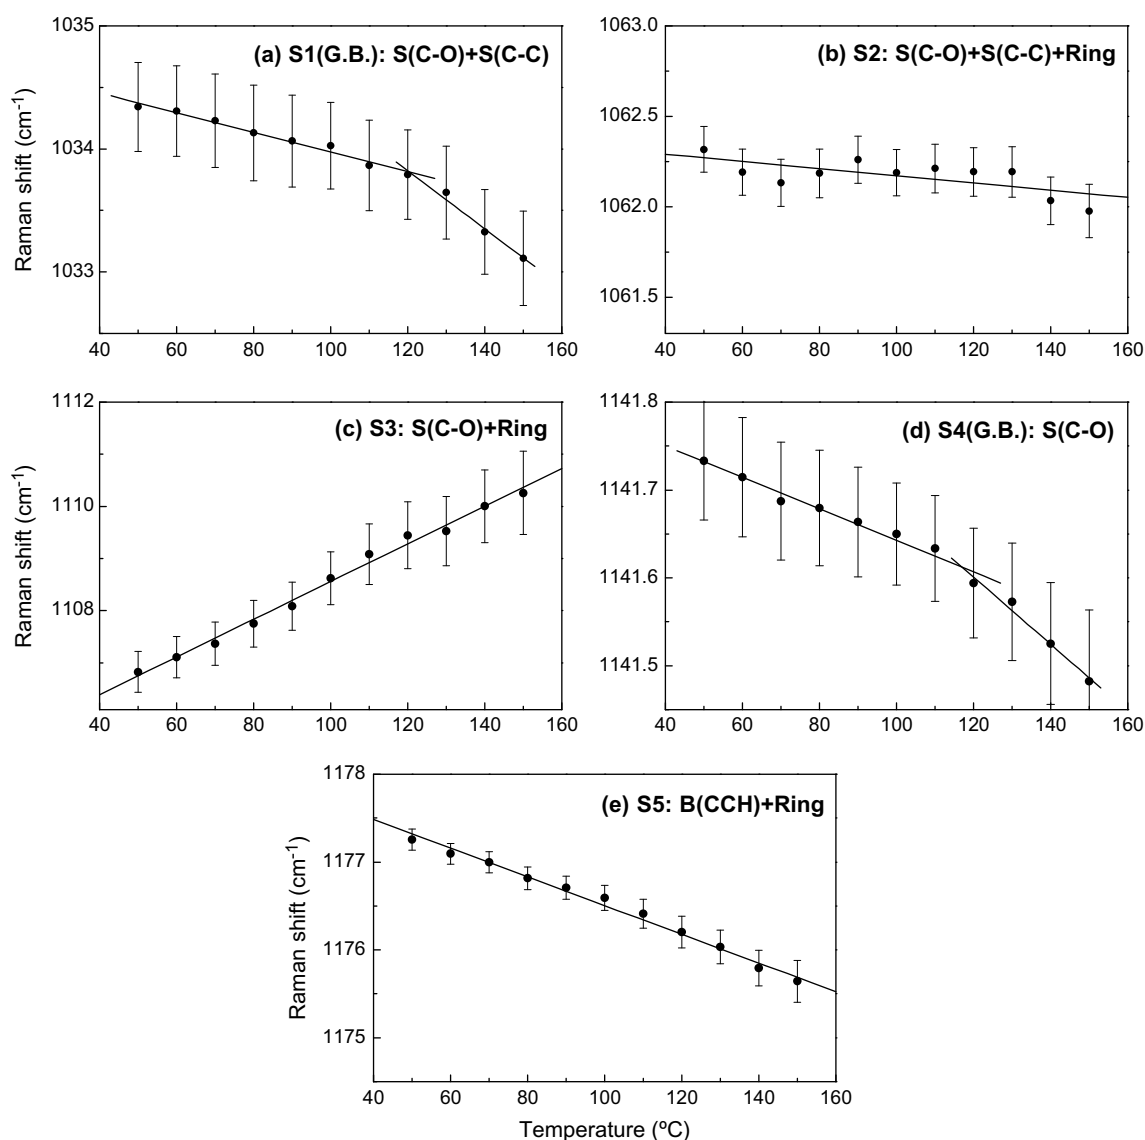 1035
(a) S1(G.B.): S(C-O)+S(C-C)
1034
1033
Raman shift (cm-1)
40 60 80 100 120 140 160
1063.0
(b) S2: S(C-O)+S(C-C)+Ring
1062.5
1062.0
1061.5
40 60 80 100 120 140 160
1112
(c) S3: S(C-O)+Ring
1110
1108
Raman shift (cm-1)
40 60 80 100 120 140 160
1141.8
(d) S4(G.B.): S(C-O)
1141.7
1141.6
1141.5
40 60 80 100 120 140 160
1178
(e) S5: B(CCH)+Ring
1177
1176
1175
Raman shift (cm-1)
40 60 80 100 120 140 160
Temperature (ºC)